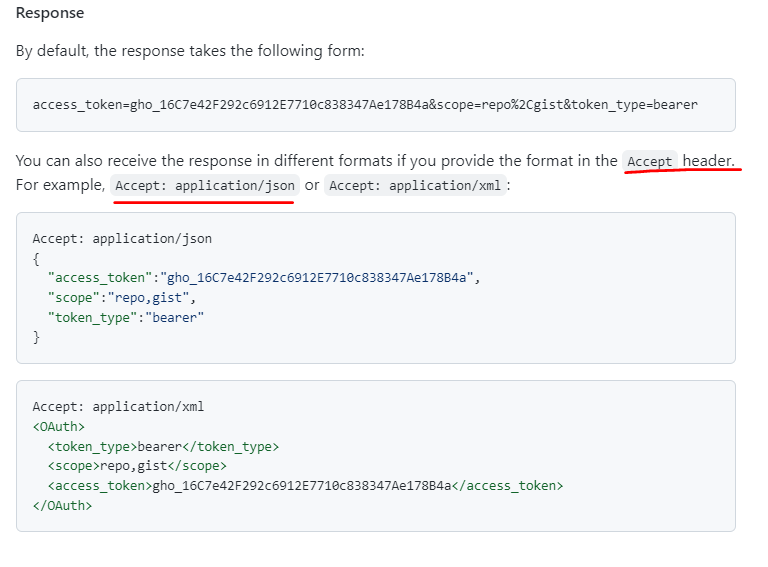 Response
By default, the response takes the following form:
access_token=gho_16C7e42F292c6912E7710c838347Ae178B4a&scope=repo%2Cgist&token_type=bearer
You can also receive the response in different formats if you provide the format in the Accept header.
For example, Accept: application/json or Accept: application/xml:
Accept: application/json
{
  "access_token":"gho_16C7e42F292c6912E7710c838347Ae178B4a",
  "scope":"repo,gist",
  "token_type":"bearer"
}
Accept: application/xml
<OAuth>
  <token_type>bearer</token_type>
  <scope>repo,gist</scope>
  <access_token>gho_16C7e42F292c6912E7710c838347Ae178B4a</access_token>
</OAuth>